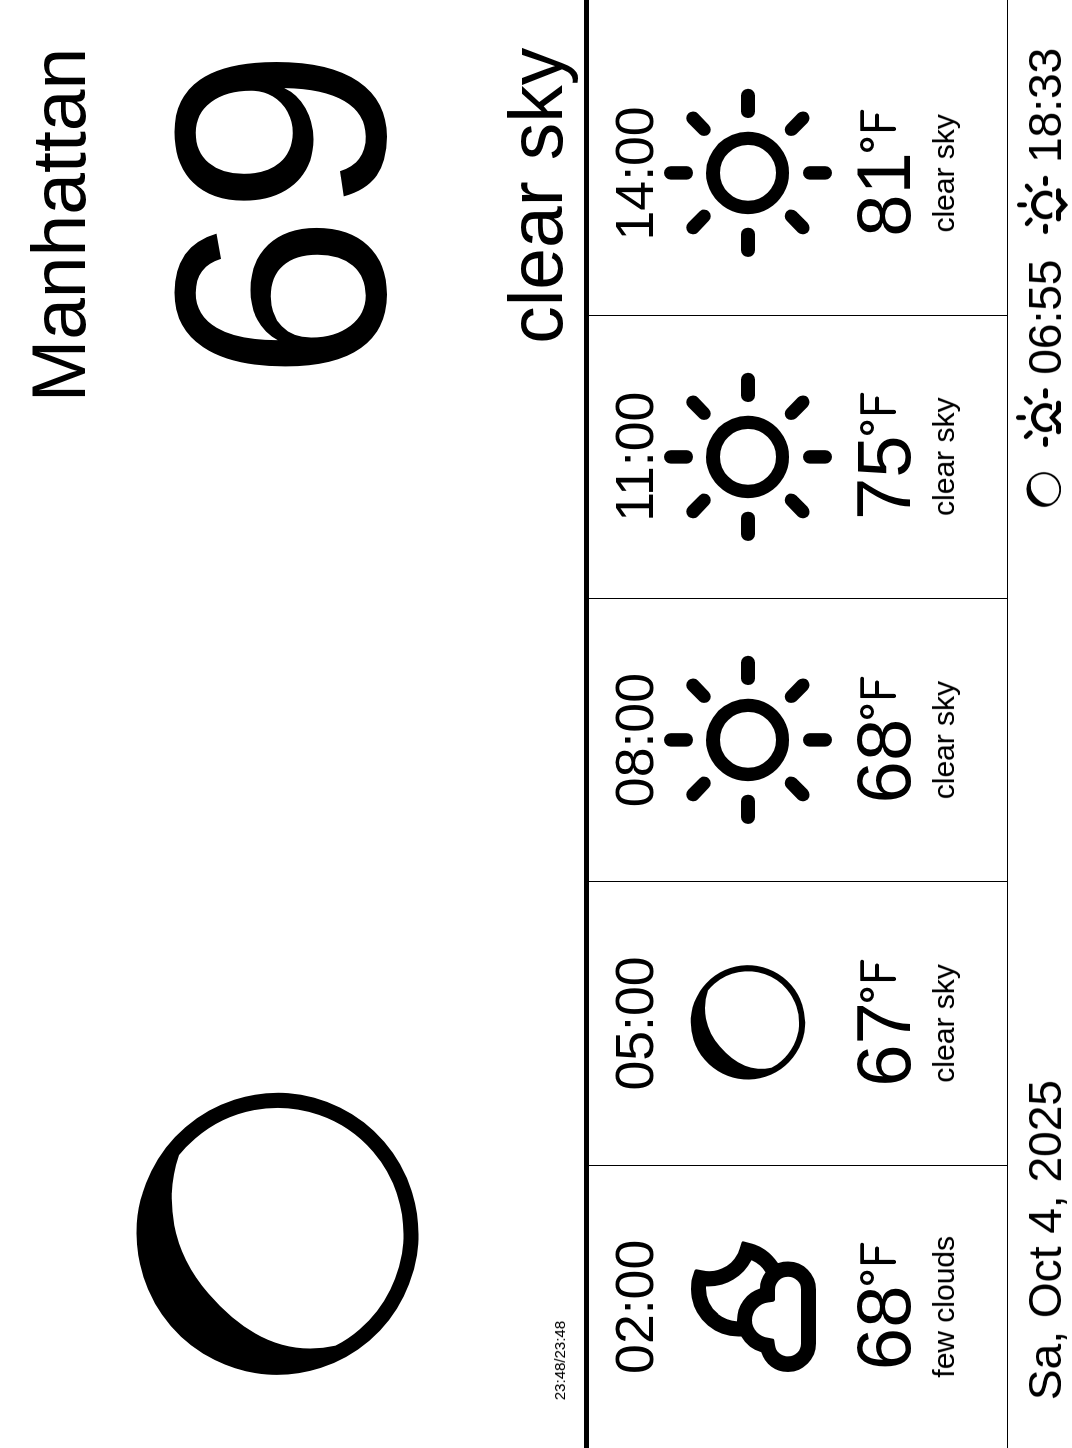 Manhattan
69
clear sky
23:48/23:48
02:00
68°F
few clouds
05:00
67°F
clear sky
08:00
68°F
clear sky
11:00
75°F
clear sky
14:00
81°F
clear sky
Sa, Oct 4, 2025
06:55
18:33